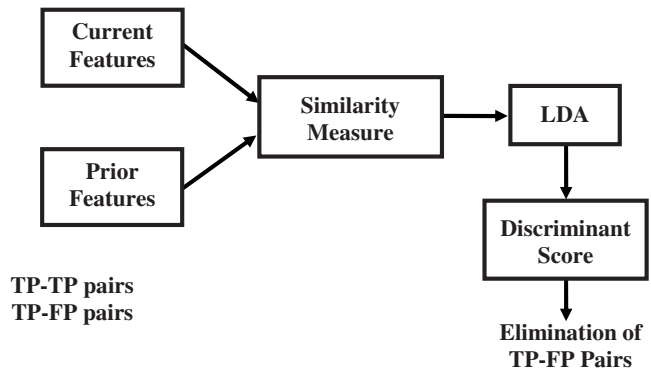 Current
Features
Prior
Features
Similarity
Measure
LDA
Discriminant
Score
TP-TP pairs
TP-FP pairs
Elimination of
TP-FP Pairs